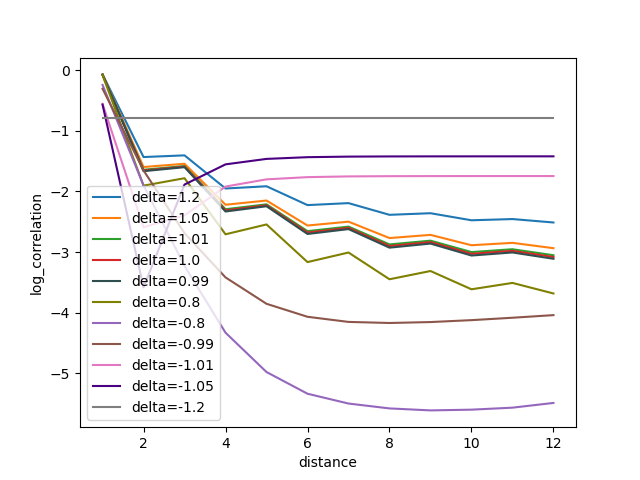 0
−1
−2
−3
−4
−5
log_correlation
delta=1.2
delta=1.05
delta=1.01
delta=1.0
delta=0.99
delta=0.8
delta=-0.8
delta=-0.99
delta=-1.01
delta=-1.05
delta=-1.2
2 4 6 8 10 12
distance